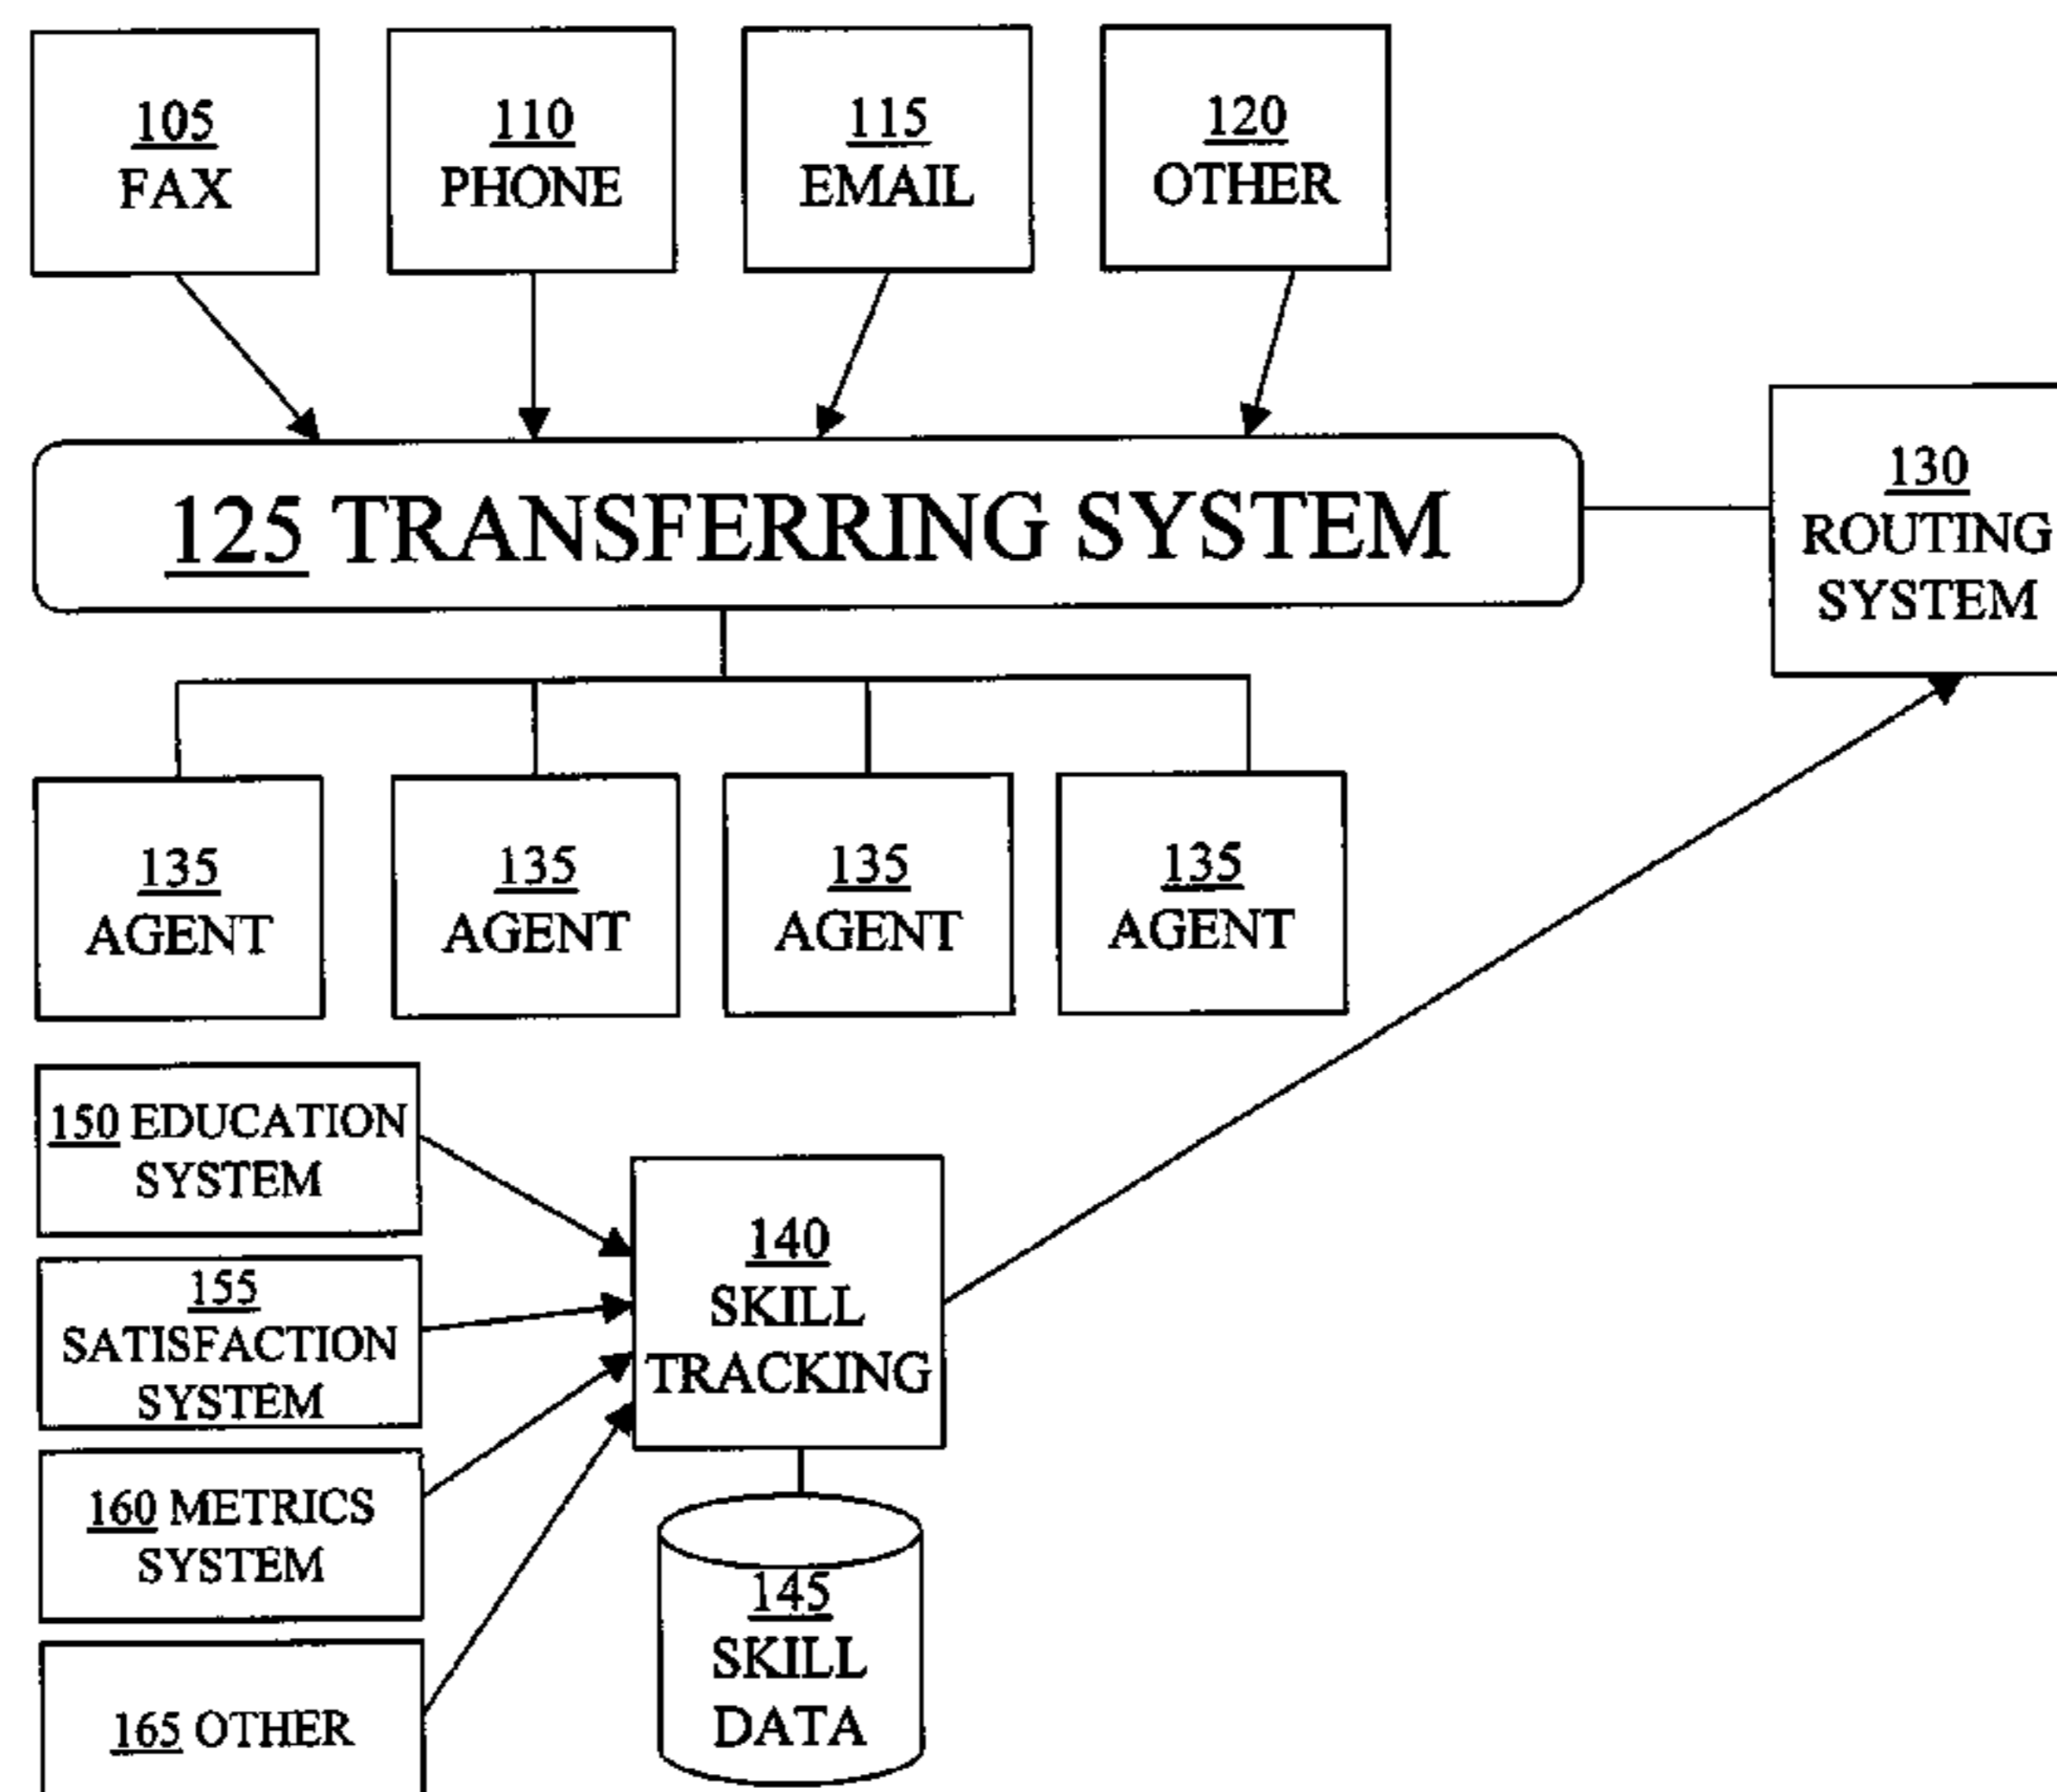 105
FAX
110
PHONE
115
EMAIL
120
OTHER
125 TRANSFERRING SYSTEM
130
ROUTING
SYSTEM
135
AGENT
135
AGENT
135
AGENT
135
AGENT
150 EDUCATION
SYSTEM
155
SATISFACTION
SYSTEM
160 METRICS
SYSTEM
165 OTHER
140
SKILL
TRACKING
145
SKILL
DATA